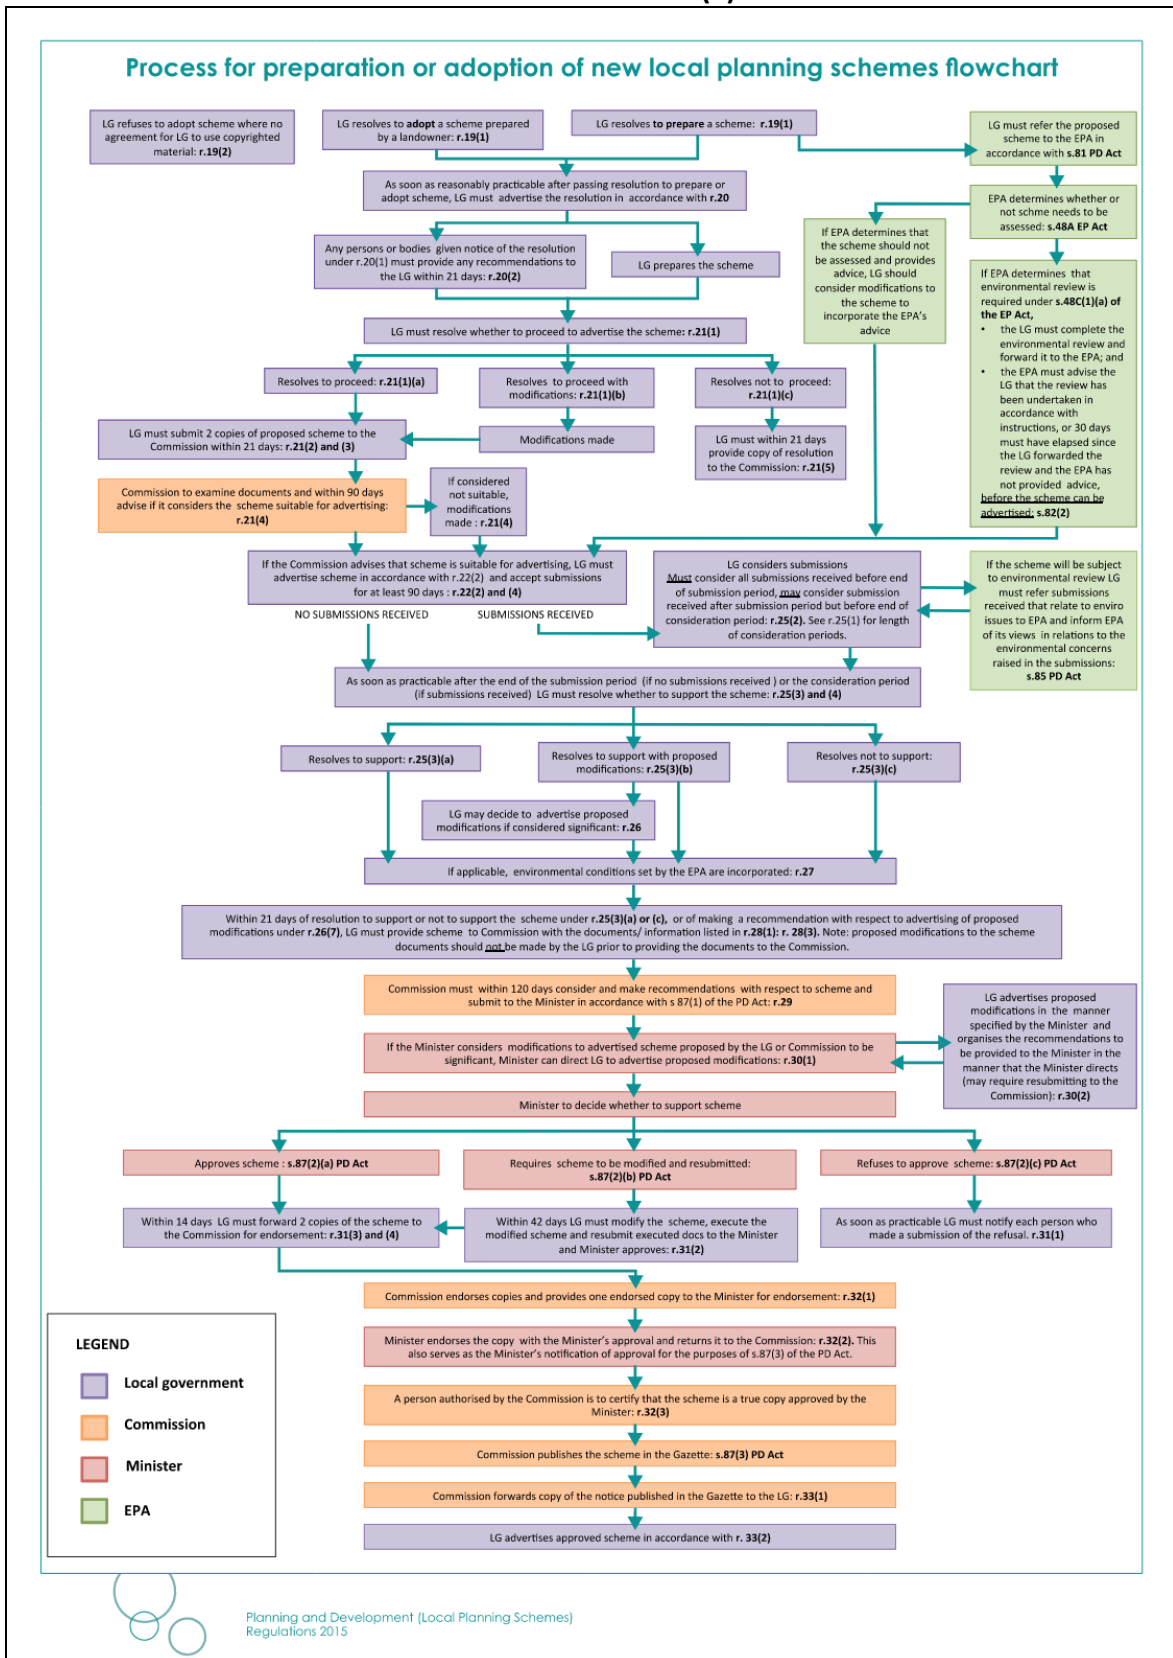 Process for preparation or adoption of new local planning schemes flowchart
LG refuses to adopt scheme where no
agreement for LG to use copyrighted
material: r.19(2)
LG resolves to adopt a scheme prepared
by a landowner: r.19(1)
LG resolves to prepare a scheme: r.19(1)
LG must refer the proposed
scheme to the EPA in
accordance with s.81 PD Act
As soon as reasonably practicable after passing resolution to prepare or
adopt scheme, LG must advertise the resolution in accordance with r.20
EPA determines whether or
not schme needs to be
assessed: s.48A EP Act
Any persons or bodies given notice of the resolution
under r.20(1) must provide any recommendations to
the LG within 21 days: r.20(2)
LG prepares the scheme
If EPA determines that
the scheme should not
be assessed and provides
advice, LG should
consider modifications to
the scheme to
incorporate the EPA's
advice
If EPA determines that
environmental review is
required under s.48C(1)(a) of
the EP Act,
• the LG must complete the
environmental review and
forward it to the EPA; and
• the EPA must advise the
LG that the review has
been undertaken in
accordance with
instructions, or 30 days
must have elapsed since
the LG forwarded the
review and the EPA has
not provided advice,
before the scheme can be
advertised: s.82(2)
LG must resolve whether to proceed to advertise the scheme: r.21(1)
Resolves to proceed: r.21(1)(a)
Resolves to proceed with
modifications: r.21(1)(b)
Resolves not to proceed:
r.21(1)(c)
LG must submit 2 copies of proposed scheme to the
Commission within 21 days: r.21(2) and (3)
Modifications made
LG must within 21 days
provide copy of resolution
to the Commission: r.21(5)
Commission to examine documents and within 90 days
advise if it considers the scheme suitable for advertising:
r.21(4)
If considered
not suitable,
modifications
made : r.21(4)
If the Commission advises that scheme is suitable for advertising, LG must
advertise scheme in accordance with r.22(2) and accept submissions
for at least 90 days : r.22(2) and (4)
LG considers submissions
Must consider all submissions received before end
of submission period, may consider submission
received after submission period but before end of
consideration period: r.25(2). See r.25(1) for length
of consideration periods.
If the scheme will be subject
to environmental review LG
must refer submissions
received that relate to enviro
issues to EPA and inform EPA
of its views in relations to the
environmental concerns
raised in the submissions:
s.85 PD Act
NO SUBMISSIONS RECEIVED
SUBMISSIONS RECEIVED
As soon as practicable after the end of the submission period (if no submissions received ) or the consideration period
(if submissions received) LG must resolve whether to support the scheme: r.25(3) and (4)
Resolves to support: r.25(3)(a)
Resolves to support with proposed
modifications: r.25(3)(b)
Resolves not to support:
r.25(3)(c)
LG may decide to advertise proposed
modifications if considered significant: r.26
If applicable, environmental conditions set by the EPA are incorporated: r.27
Within 21 days of resolution to support or not to support the scheme under r.25(3)(a) or (c), or of making a recommendation with respect to advertising of proposed
modifications under r.26(7), LG must provide scheme to Commission with the documents/ information listed in r.28(1): r. 28(3). Note: proposed modifications to the scheme
documents should not be made by the LG prior to providing the documents to the Commission.
Commission must within 120 days consider and make recommendations with respect to scheme and
submit to the Minister in accordance with s 87(1) of the PD Act: r.29
If the Minister considers modifications to advertised scheme proposed by the LG or Commission to be
significant, Minister can direct LG to advertise proposed modifications: r.30(1)
LG advertises proposed
modifications in the manner
specified by the Minister and
organises the recommendations to
be provided to the Minister in the
manner that the Minister directs
(may require resubmitting to the
Commission): r.30(2)
Minister to decide whether to support scheme
Approves scheme : s.87(2)(a) PD Act
Requires scheme to be modified and resubmitted:
s.87(2)(b) PD Act
Refuses to approve scheme: s.87(2)(c) PD Act
Within 14 days LG must forward 2 copies of the scheme to
the Commission for endorsement: r.31(3) and (4)
Within 42 days LG must modify the scheme, execute the
modified scheme and resubmit executed docs to the Minister
and Minister approves: r.31(2)
As soon as practicable LG must notify each person who
made a submission of the refusal. r.31(1)
Commission endorses copies and provides one endorsed copy to the Minister for endorsement: r.32(1)
Minister endorses the copy with the Minister's approval and returns it to the Commission: r.32(2). This
also serves as the Minister's notification of approval for the purposes of s.87(3) of the PD Act.
A person authorised by the Commission is to certify that the scheme is a true copy approved by the
Minister: r.32(3)
Commission publishes the scheme in the Gazette: s.87(3) PD Act
Commission forwards copy of the notice published in the Gazette to the LG: r.33(1)
LG advertises approved scheme in accordance with r. 33(2)
LEGEND
Local government
Commission
Minister
EPA
Planning and Development (Local Planning Schemes)
Regulations 2015